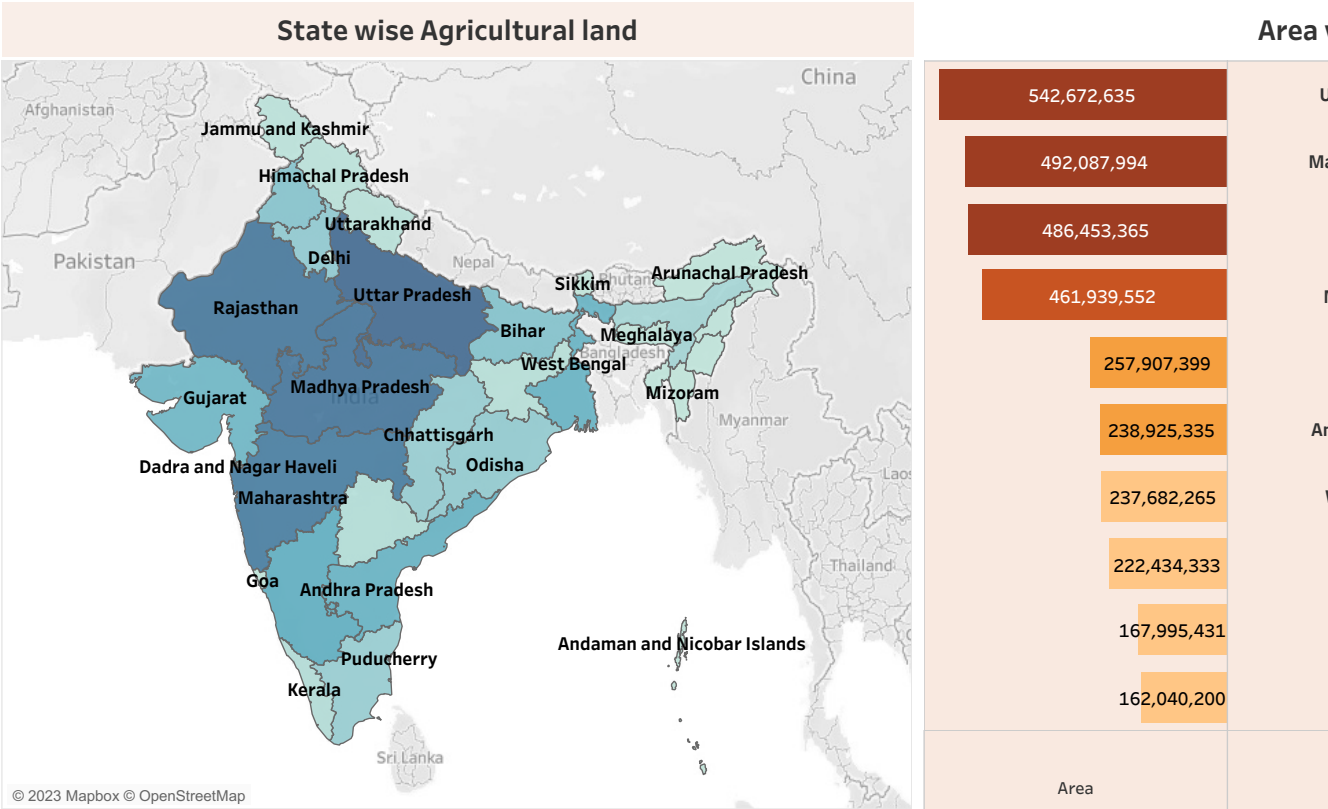 State wise Agricultural land
Area
China
Afghanistan
Jammu and Kashmir
Himachal Pradesh
Uttarakhand
Pakistan
Delhi
Nepal
Bhutan
Arunachal Pradesh
Sikkim
Uttar Pradesh
Rajasthan
Bihar
Meghalaya
Bangladesh
West Bengal
Madhya Pradesh
India
Gujarat
Mizoram
Myanmar
Chhattisgarh
Dadra and Nagar Haveli
Odisha
Laos
Maharashtra
Thailand
Goa
Andhra Pradesh
Andaman and Nicobar Islands
Puducherry
Kerala
Sri Lanka
© 2023 Mapbox © OpenStreetMap
542,672,635
492,087,994
486,453,365
461,939,552
257,907,399
238,925,335
237,682,265
222,434,333
167,995,431
162,040,200
Area